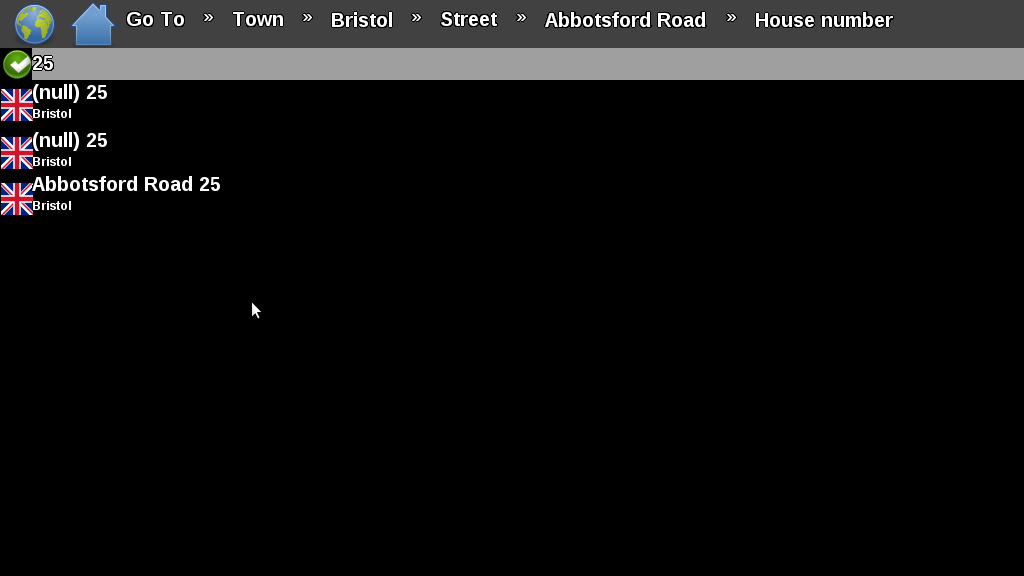 Go To » Town » Bristol » Street » Abbotsford Road » House number
25
(null) 25
Bristol
(null) 25
Bristol
Abbotsford Road 25
Bristol